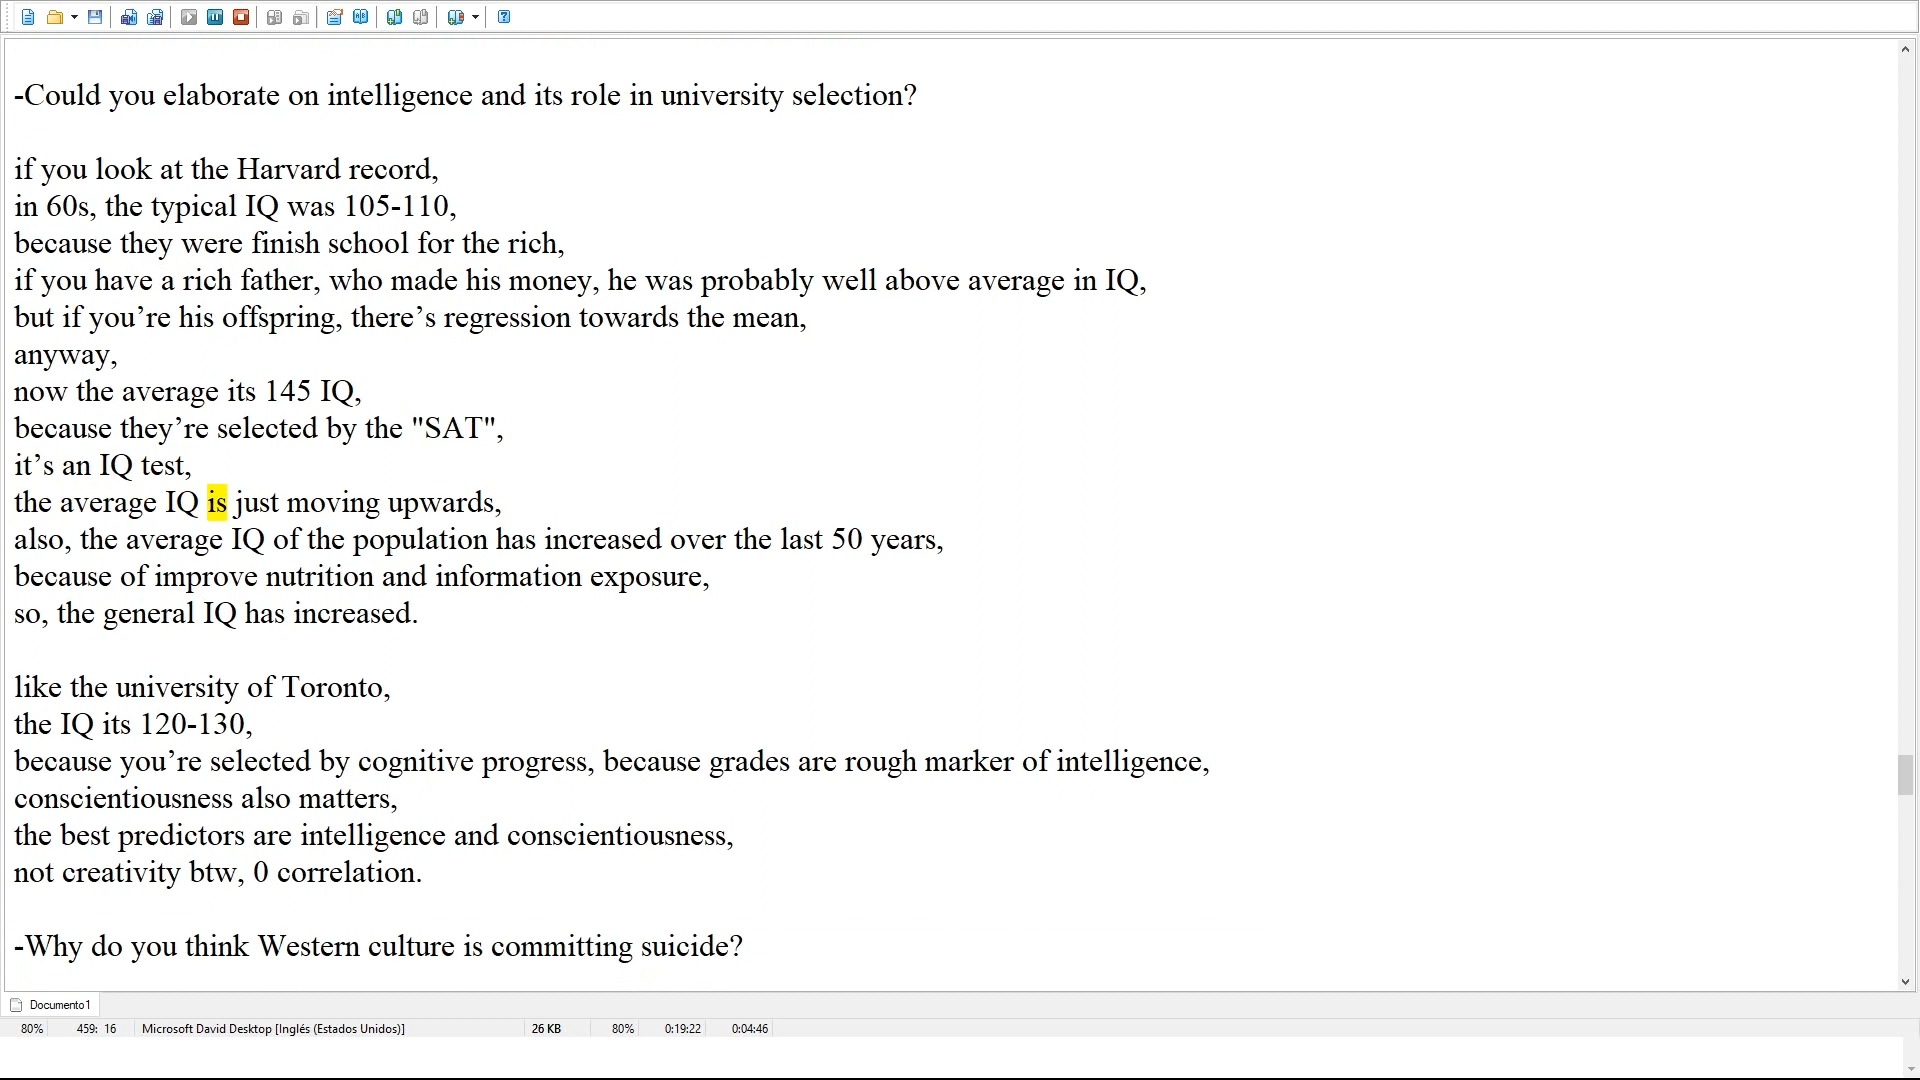 -Could you elaborate on intelligence and its role in university selection?
if you look at the Harvard record,
in 60s, the typical IQ was 105-110,
because they were finish school for the rich,
if you have a rich father, who made his money, he was probably well above average in IQ,
but if you’re his offspring, there’s regression towards the mean,
anyway,
now the average its 145 IQ,
because they’re selected by the "SAT",
it’s an IQ test,
the average IQ is just moving upwards,
also, the average IQ of the population has increased over the last 50 years,
because of improve nutrition and information exposure,
so, the general IQ has increased.
like the university of Toronto,
the IQ its 120-130,
because you’re selected by cognitive progress, because grades are rough marker of intelligence,
conscientiousness also matters,
the best predictors are intelligence and conscientiousness,
not creativity btw, 0 correlation.
-Why do you think Western culture is committing suicide?
Documento1
80% 459: 16 Microsoft David Desktop [Inglés (Estados Unidos)] 26 KB 80% 0:19:22 0:04:46